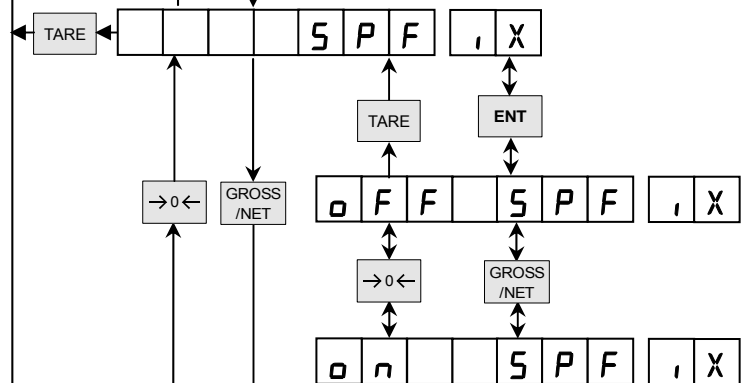 TARE SPF ıX
TARE ENT
→0← GROSS
/NET oFF SPF ıX
→0← GROSS
/NET
on SPF ıX